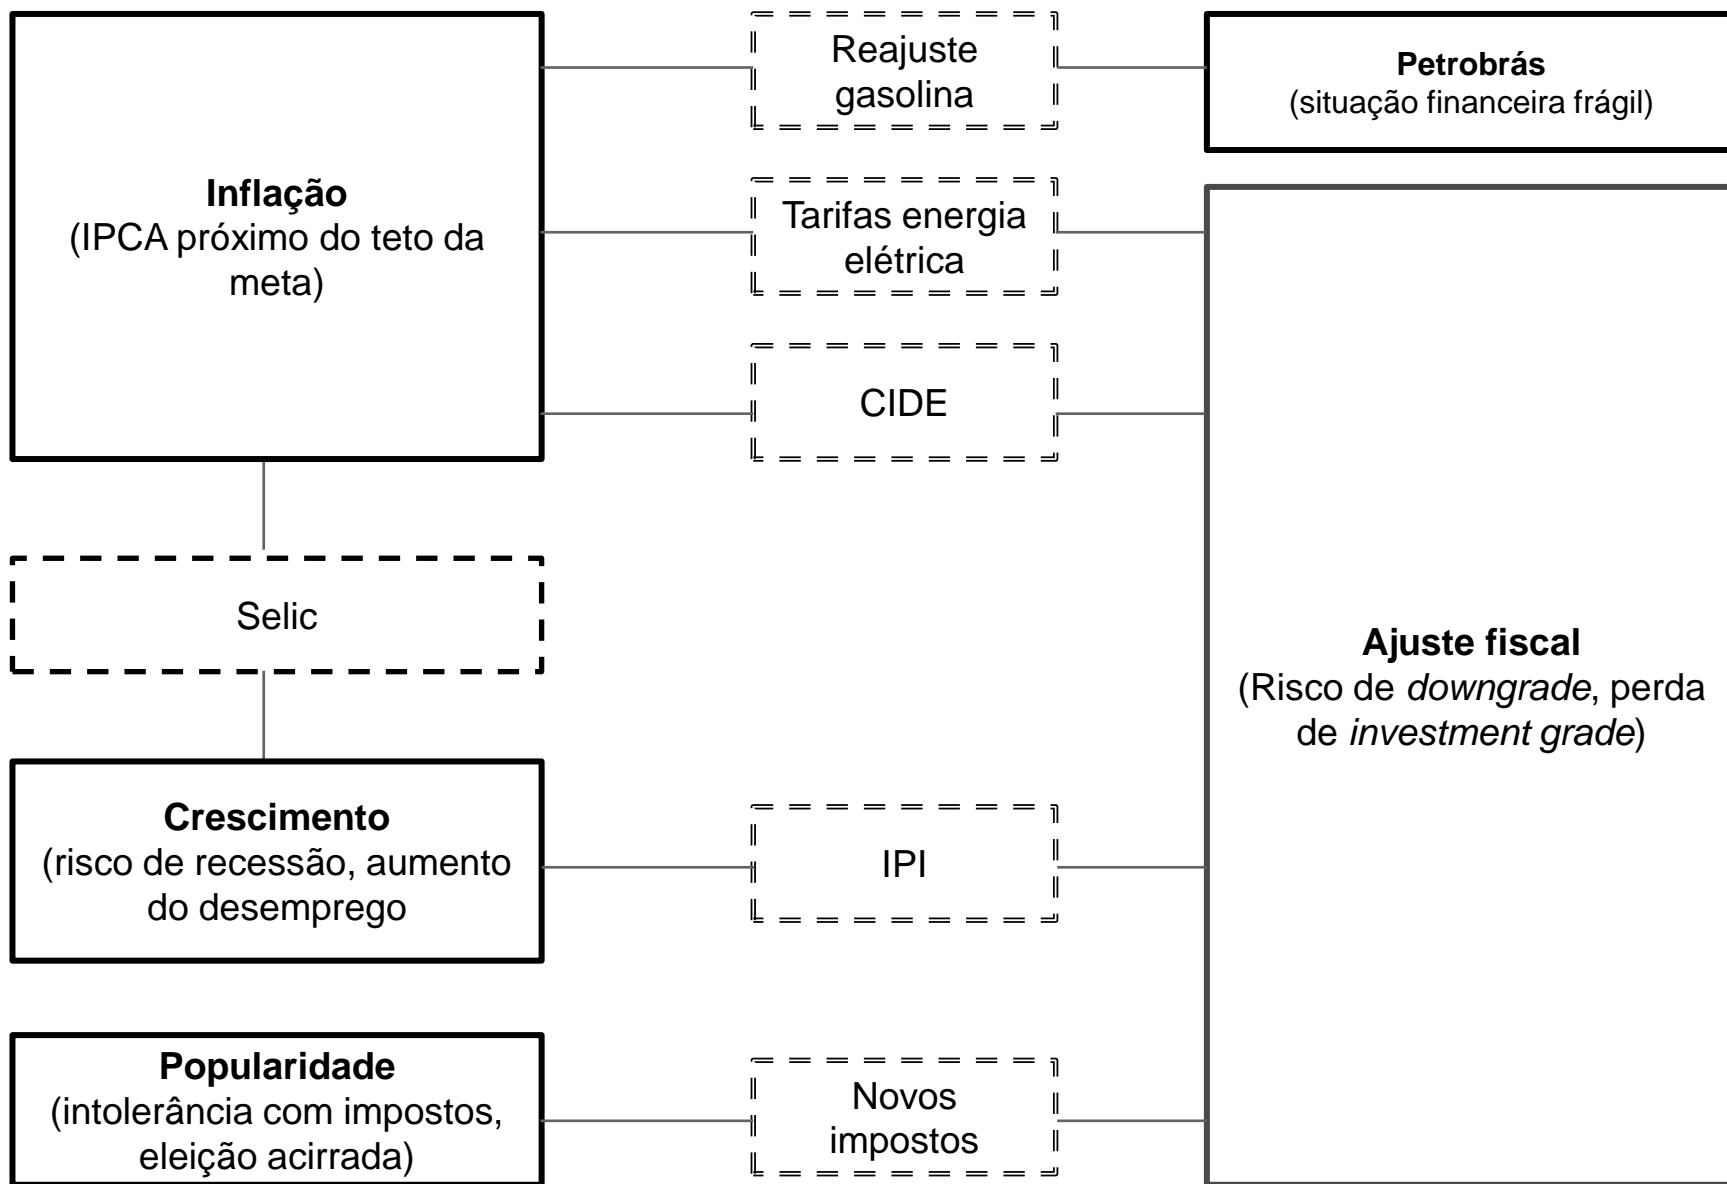 Reajuste
gasolina
Petrobrás
(situação financeira frágil)
Inflação
(IPCA próximo do teto da
meta)
Tarifas energia
elétrica
CIDE
Selic
Ajuste fiscal
(Risco de downgrade, perda
de investment grade)
Crescimento
(risco de recessão, aumento
do desemprego
IPI
Popularidade
(intolerância com impostos,
eleição acirrada)
Novos
impostos